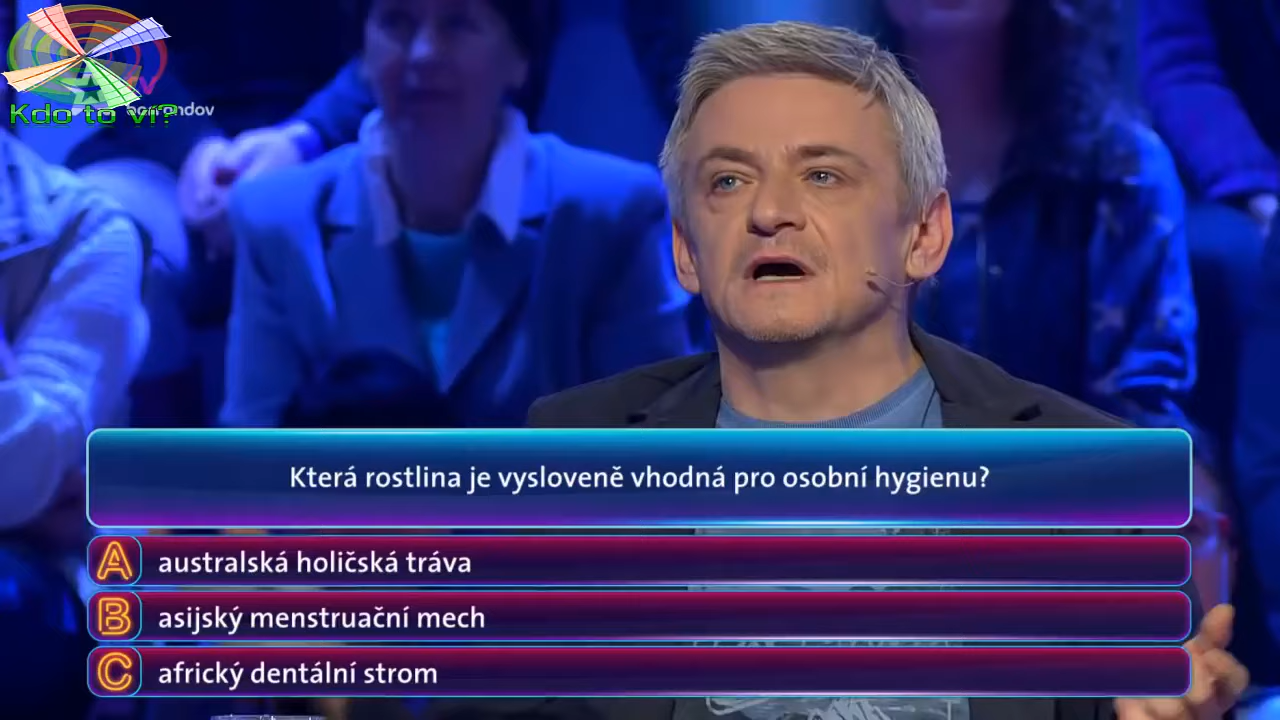 Kdo to ví?
Která rostlina je vysloveně vhodná pro osobní hygienu?
A australská holičská tráva
B asijský menstruační mech
C africký dentální strom